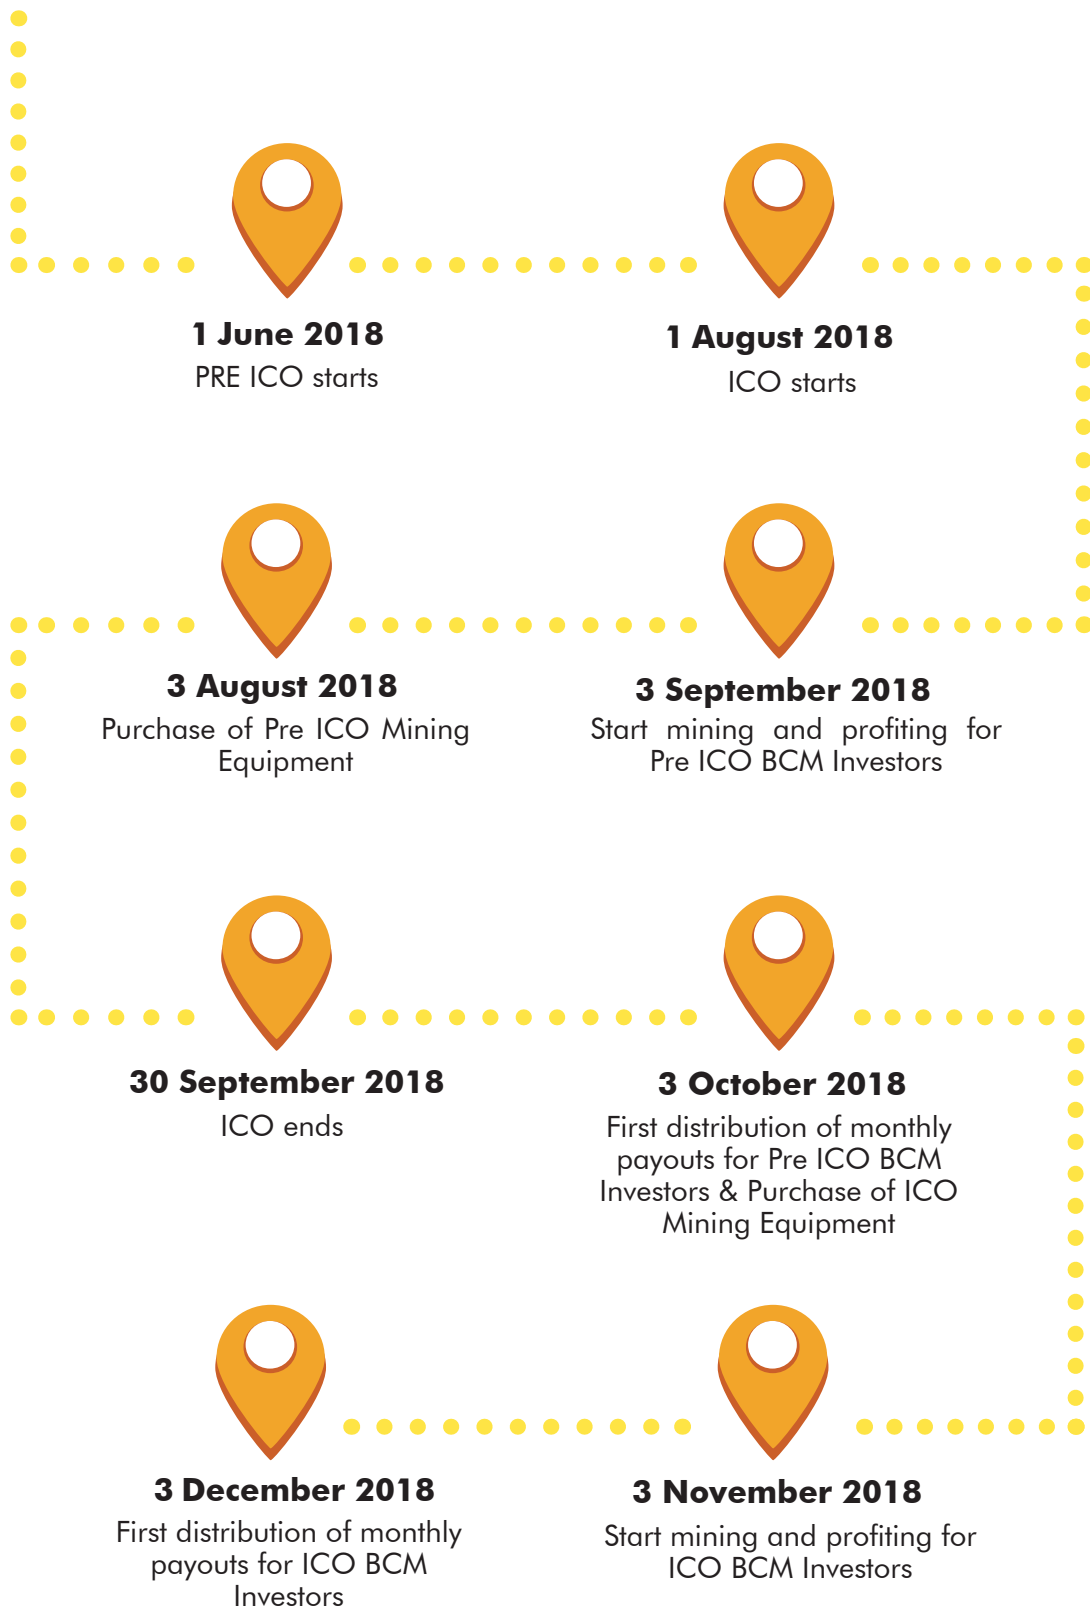 1 June 2018
PRE ICO starts
1 August 2018
ICO starts
3 August 2018
Purchase of Pre ICO Mining
Equipment
3 September 2018
Start mining and profiting for
Pre ICO BCM Investors
30 September 2018
ICO ends
3 October 2018
First distribution of monthly
payouts for Pre ICO BCM
Investors & Purchase of ICO
Mining Equipment
3 December 2018
First distribution of monthly
payouts for ICO BCM
Investors
3 November 2018
Start mining and profiting for
ICO BCM Investors